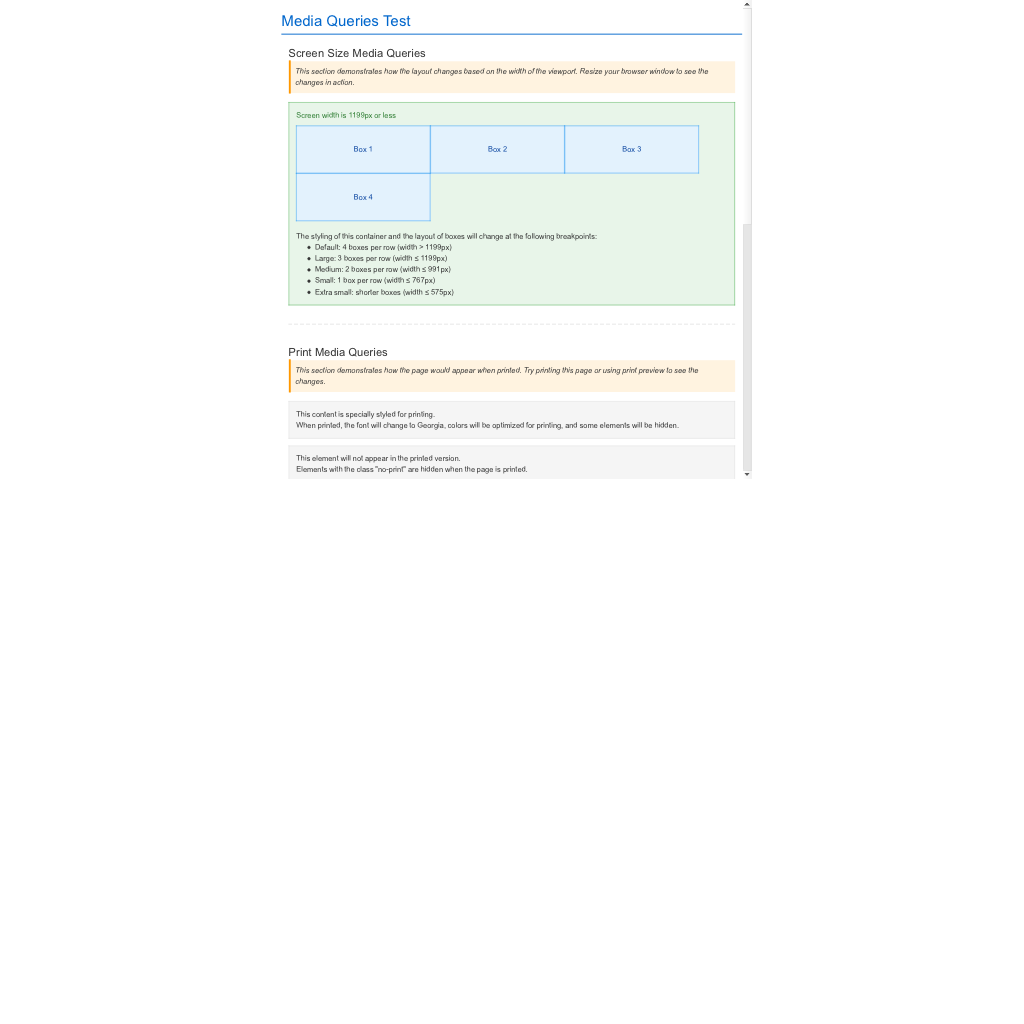 Media Queries Test
Screen Size Media Queries
This section demonstrates how the layout changes based on the width of the viewport. Resize your browser window to see the
changes in action.
Screen width is 1199px or less
Box 1
Box 2
Box 3
Box 4
The styling of this container and the layout of boxes will change at the following breakpoints:
• Default: 4 boxes per row (width > 1199px)
• Large: 3 boxes per row (width ≤ 1199px)
• Medium: 2 boxes per row (width ≤ 991px)
• Small: 1 box per row (width ≤ 767px)
• Extra small: shorter boxes (width ≤ 575px)
Print Media Queries
This section demonstrates how the page would appear when printed. Try printing this page or using print preview to see the
changes.
This content is specially styled for printing.
When printed, the font will change to Georgia, colors will be optimized for printing, and some elements will be hidden.
This element will not appear in the printed version.
Elements with the class "no-print" are hidden when the page is printed.